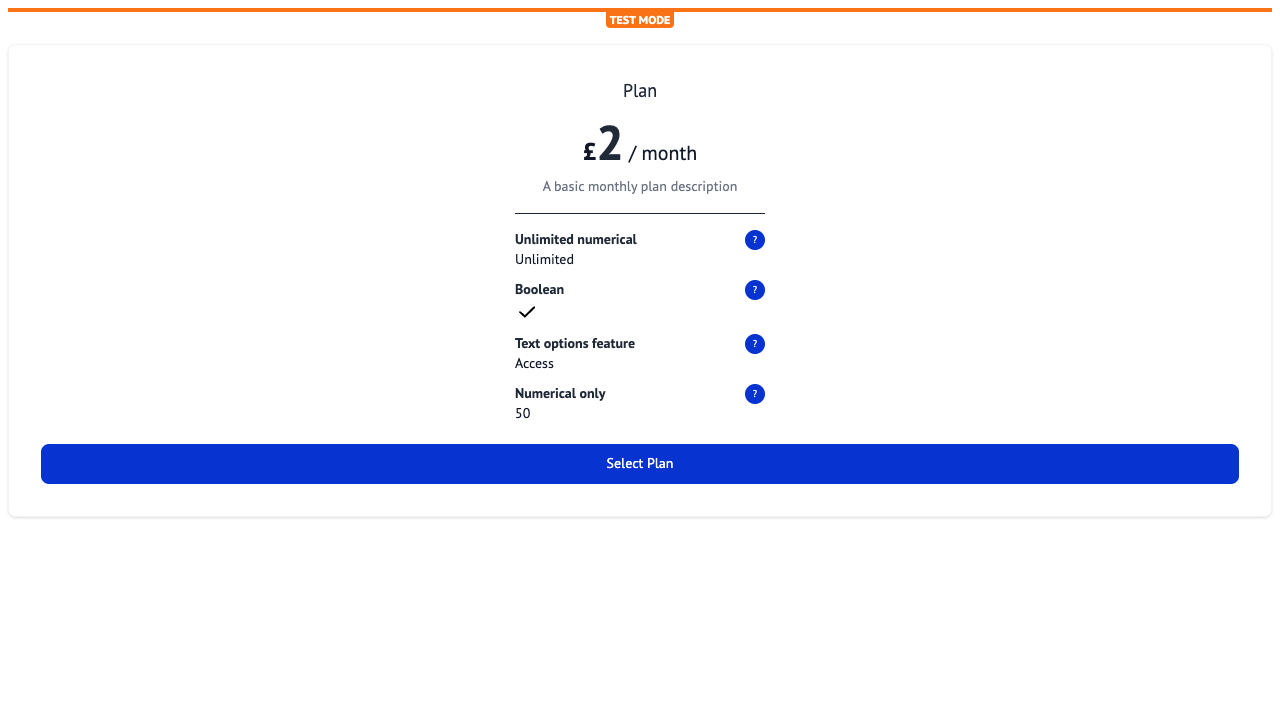 TEST MODE
Plan
£2 / month
A basic monthly plan description
Unlimited numerical ?
Unlimited
Boolean ?
Text options feature ?
Access
Numerical only ?
50
Select Plan